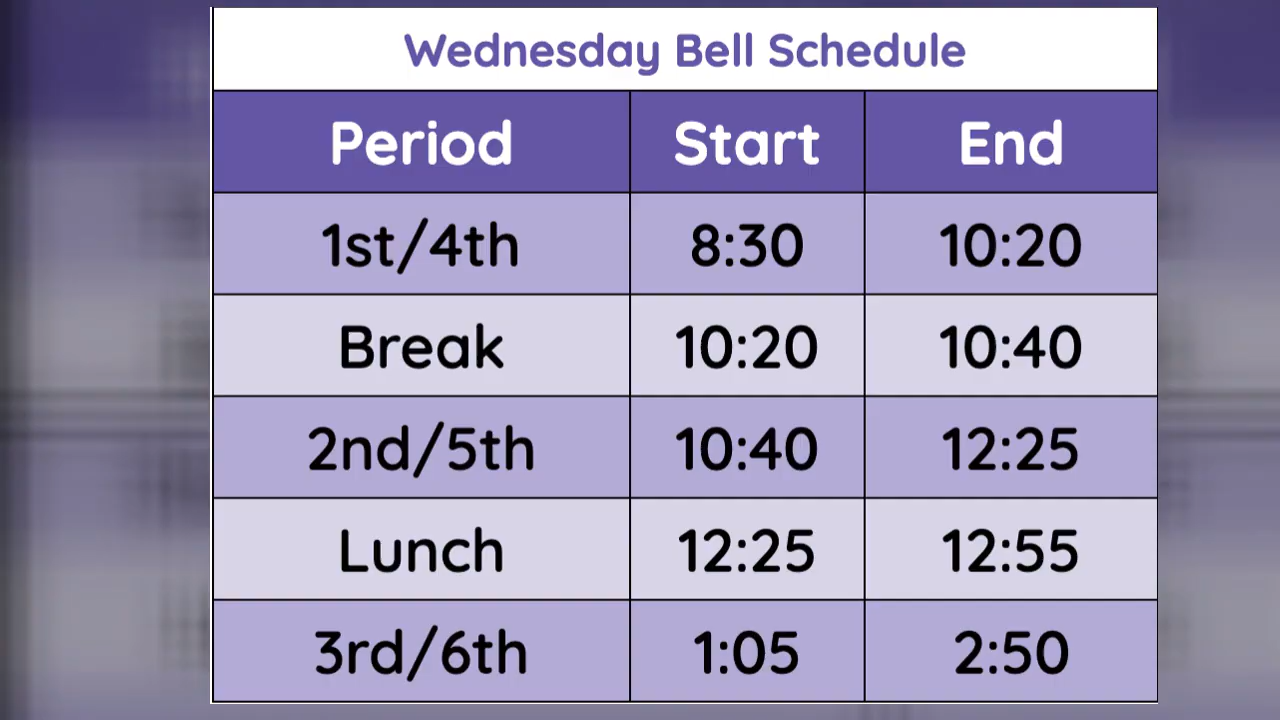 Wednesday Bell Schedule
Period Start End
1st/4th 8:30 10:20
Break 10:20 10:40
2nd/5th 10:40 12:25
Lunch 12:25 12:55
3rd/6th 1:05 2:50